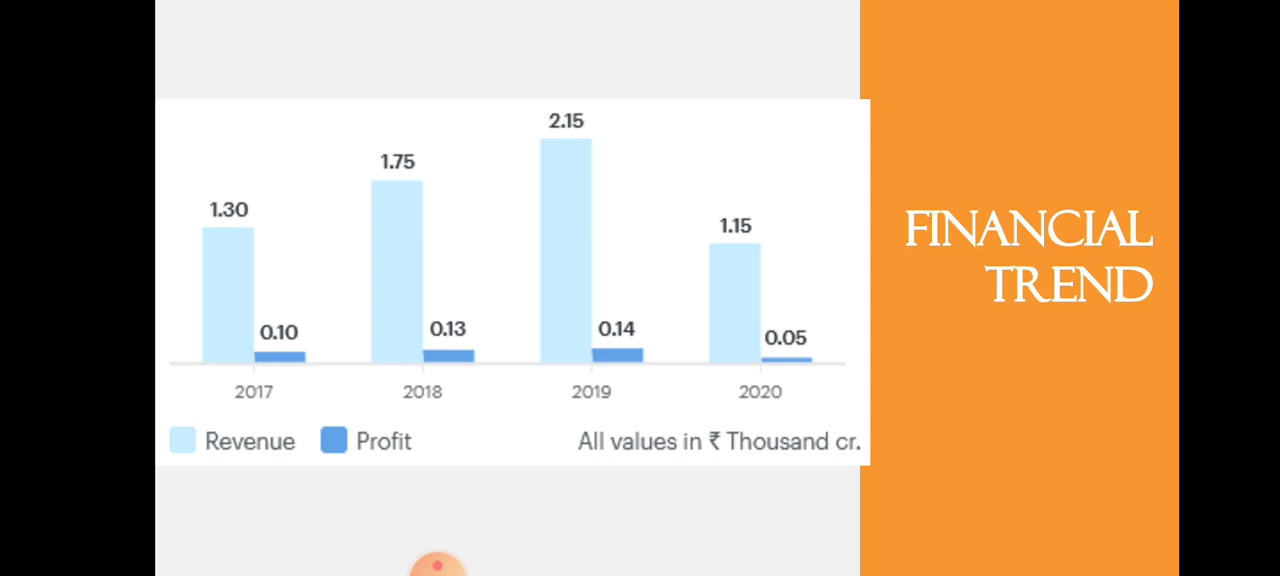 2.15
1.75
1.30
1.15
0.10
0.13
0.14
0.05
2017
2018
2019
2020
Revenue
Profit
All values in ₹ Thousand cr.
FINANCIAL
TREND